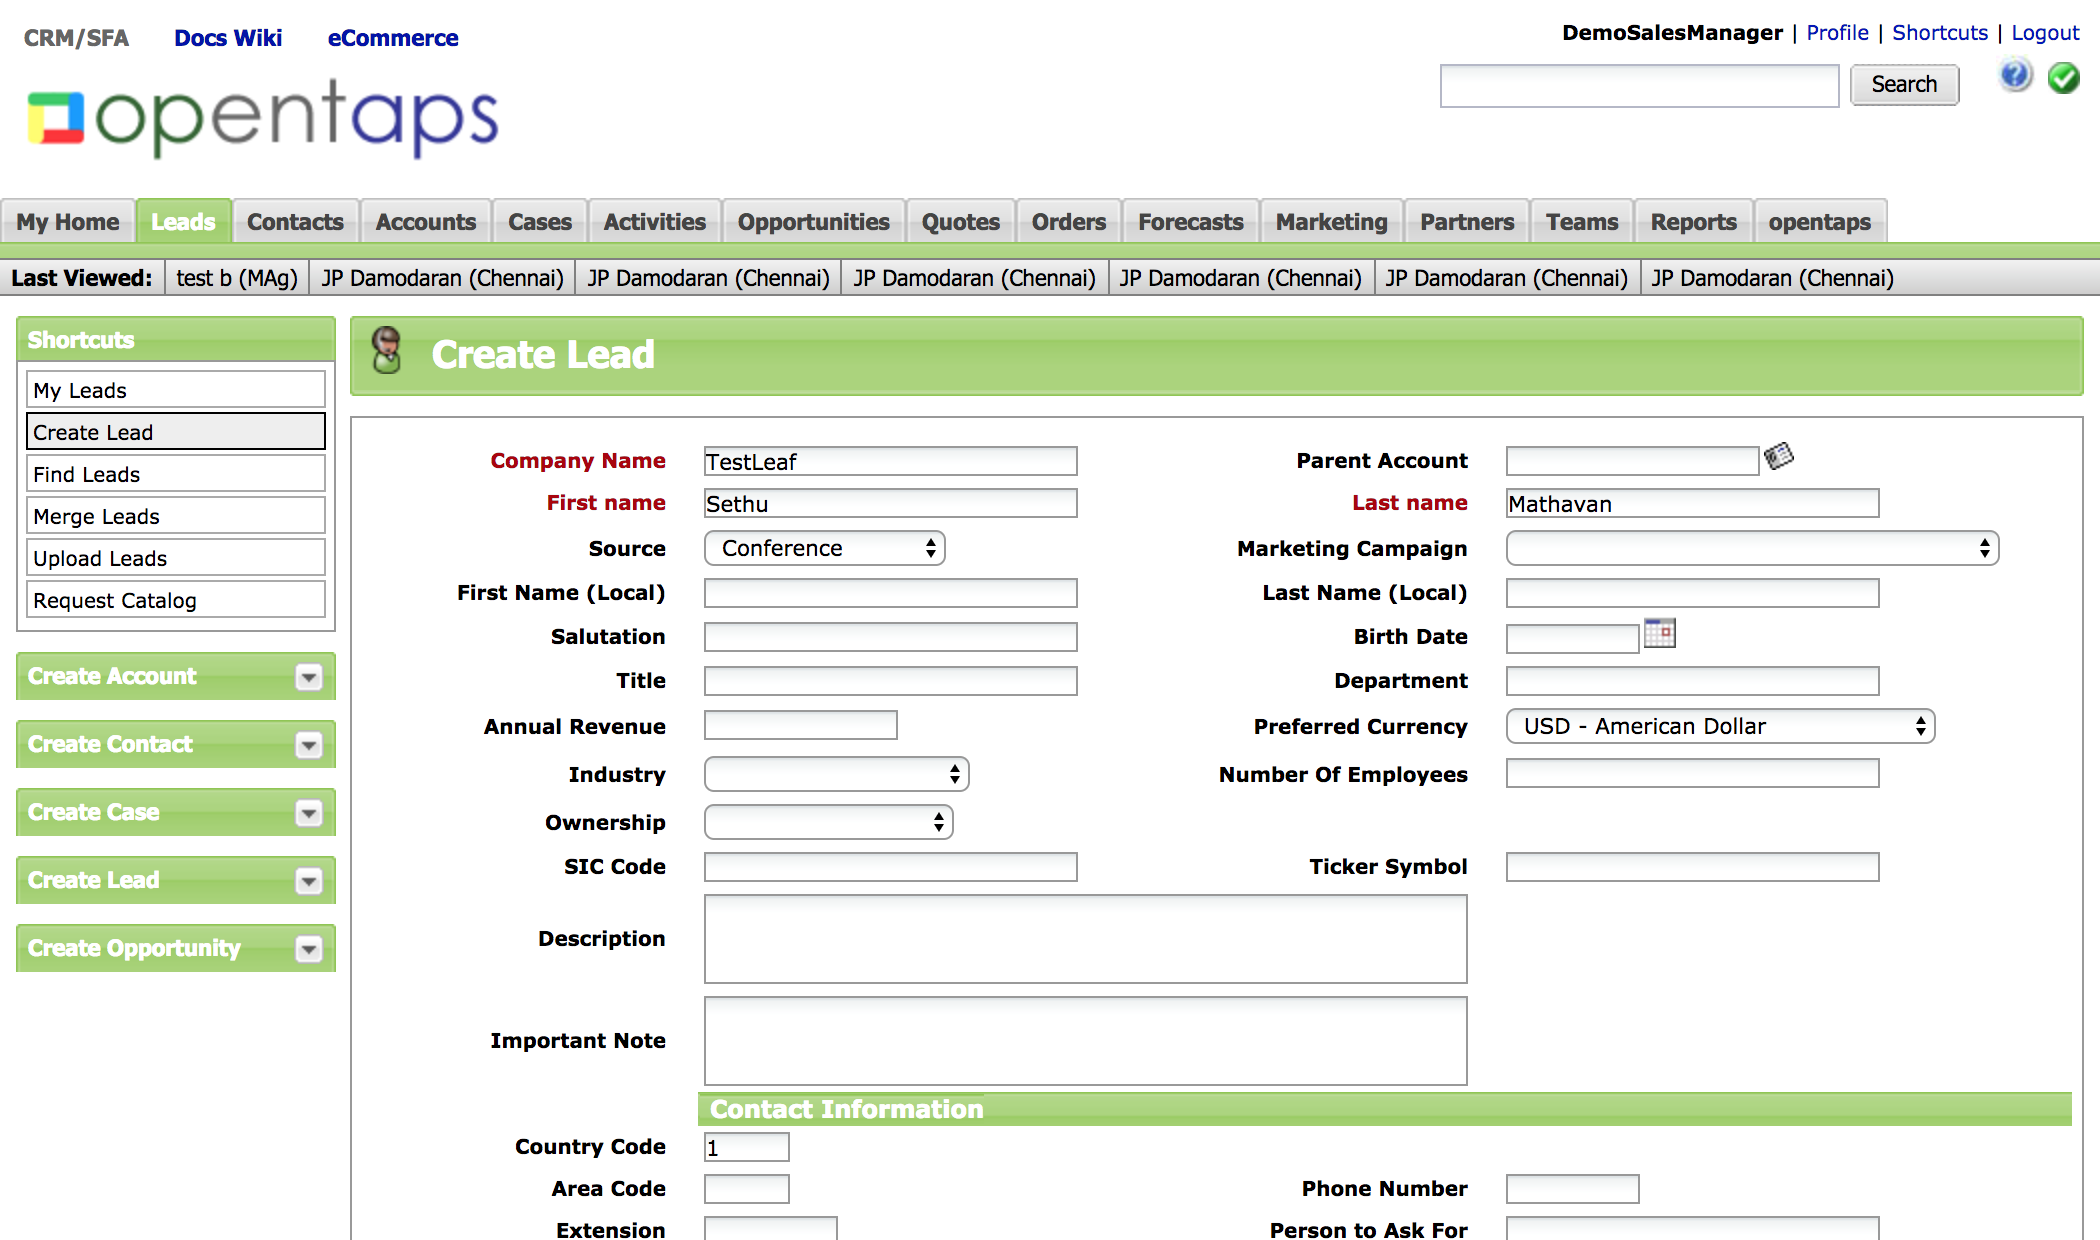 CRM/SFA Docs Wiki eCommerce
DemoSalesManager | Profile | Shortcuts | Logout
opentaps
Search
My Home Leads Contacts Accounts Cases Activities Opportunities Quotes Orders Forecasts Marketing Partners Teams Reports opentaps
Last Viewed: test b (MAg) JP Damodaran (Chennai) JP Damodaran (Chennai) JP Damodaran (Chennai) JP Damodaran (Chennai) JP Damodaran (Chennai) JP Damodaran (Chennai)
Shortcuts
My Leads
Create Lead
Find Leads
Merge Leads
Upload Leads
Request Catalog
Create Account
Create Contact
Create Case
Create Lead
Create Opportunity
Create Lead
Company Name TestLeaf Parent Account
First name Sethu Last name Mathavan
Source Conference Marketing Campaign
First Name (Local) Last Name (Local)
Salutation Birth Date
Title Department
Annual Revenue Preferred Currency USD - American Dollar
Industry Number Of Employees
Ownership
SIC Code Ticker Symbol
Description
Important Note
Contact Information
Country Code 1
Area Code Phone Number
Extension Person to Ask For